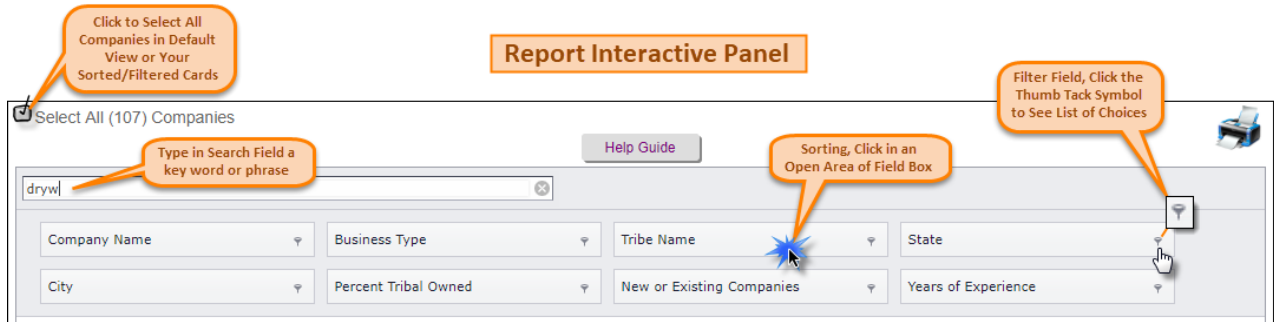 Click to Select All
Companies in Default
View or Your
Sorted/Filtered Cards
Report Interactive Panel
Filter Field, Click the
Thumb Tack Symbol
to See List of Choices
Select All (107) Companies
Help Guide
Type in Search Field a
key word or phrase
Sorting, Click in an
Open Area of Field Box
dryw
Company Name
Business Type
Tribe Name
State
City
Percent Tribal Owned
New or Existing Companies
Years of Experience